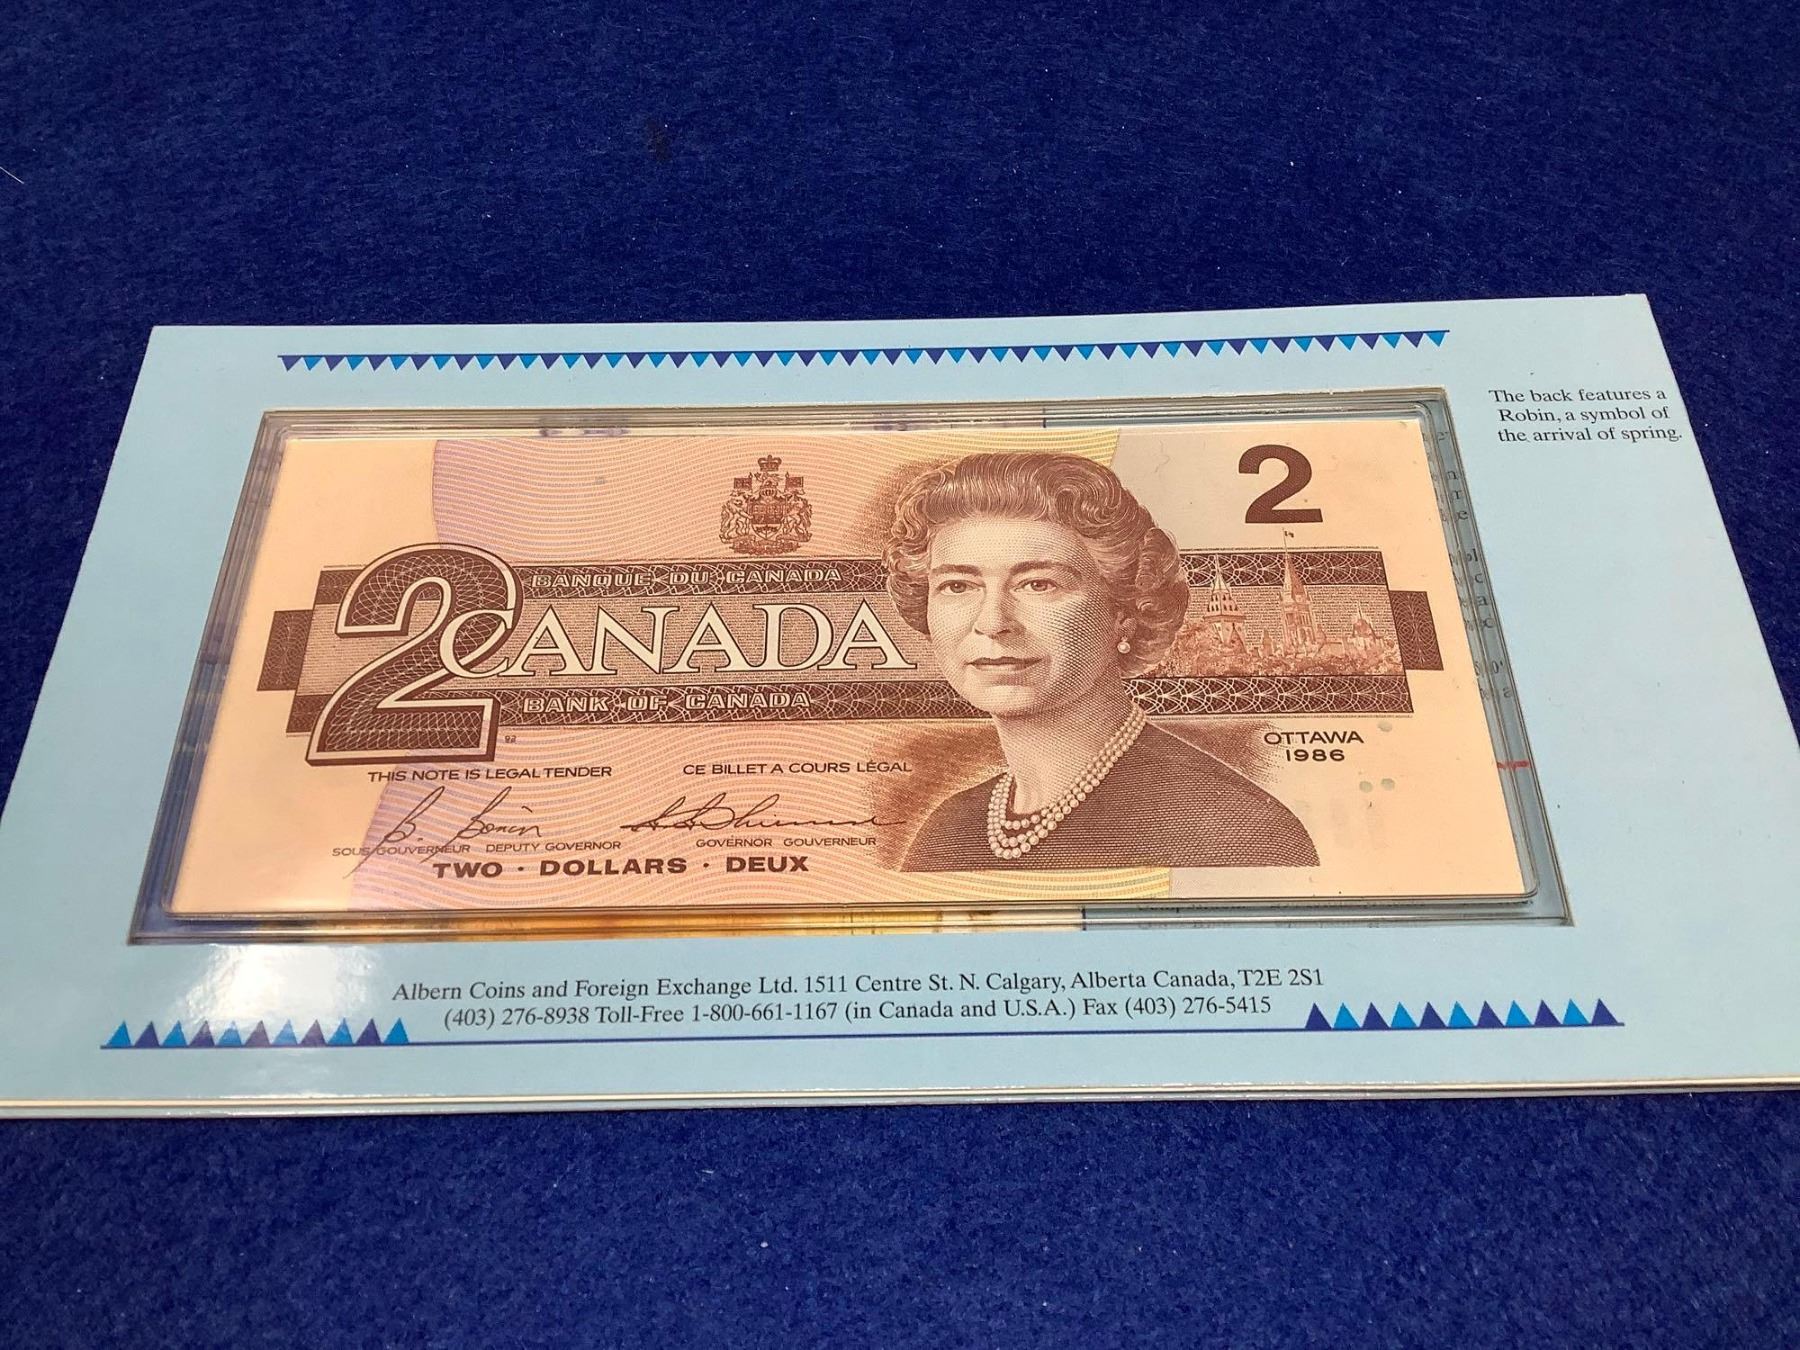 The back features a
Robin, a symbol of
the arrival of spring.
2
BANQUE DU CANADA
2 CANADA
BANK OF CANADA
OTTAWA
1986
THIS NOTE IS LEGAL TENDER CE BILLET A COURS LÉGAL
SOUS-GOUVERNEUR DEPUTY GOVERNOR GOVERNOR GOUVERNEUR
TWO · DOLLARS · DEUX
Albern Coins and Foreign Exchange Ltd. 1511 Centre St. N. Calgary, Alberta Canada, T2E 2S1
(403) 276-8938 Toll-Free 1-800-661-1167 (in Canada and U.S.A.) Fax (403) 276-5415